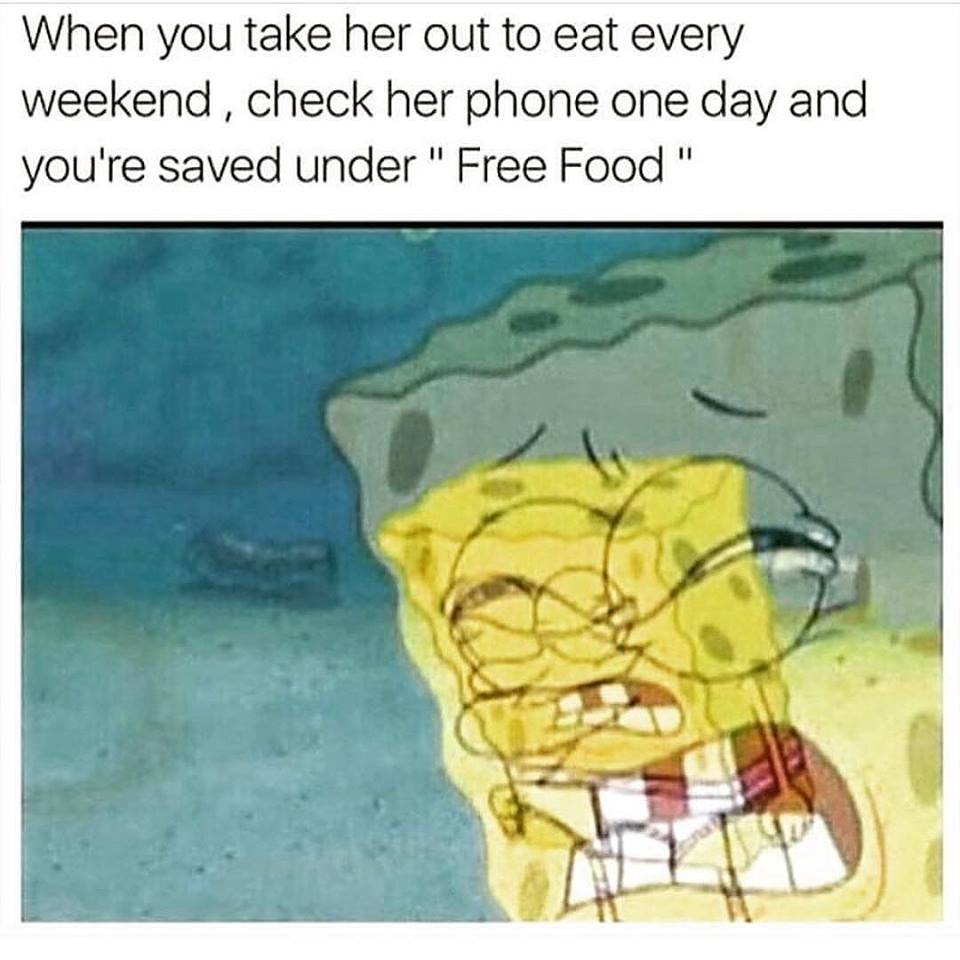 When you take her out to eat every
weekend , check her phone one day and
you're saved under " Free Food "